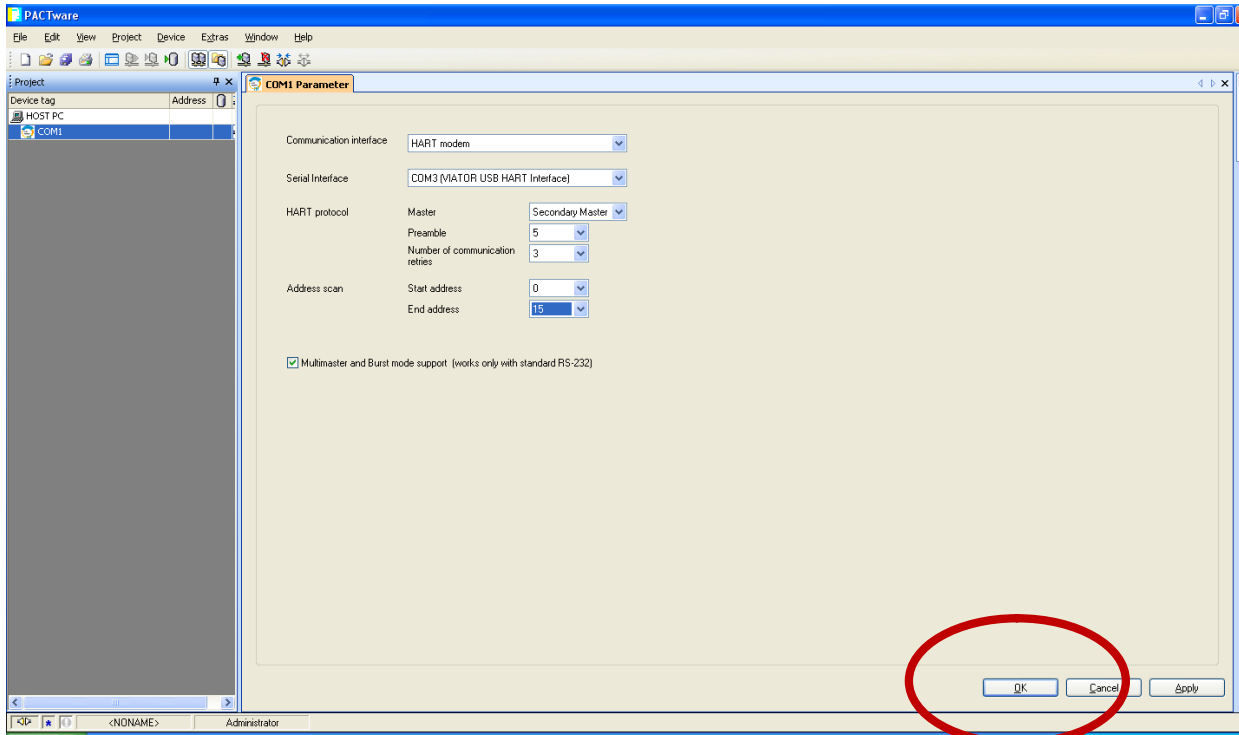 PACTware
File Edit View Project Device Extras Window Help
Project
COM1 Parameter
Device tag Address
HOST PC
COM1
Communication interface HART modem
Serial Interface COM3 (VIATOR USB HART Interface)
HART protocol Master Secondary Master
Preamble 5
Number of communication retries 3
Address scan Start address 0
End address 15
Multimaster and Burst mode support (works only with standard RS-232)
OK Cancel Apply
<NONAME> Administrator